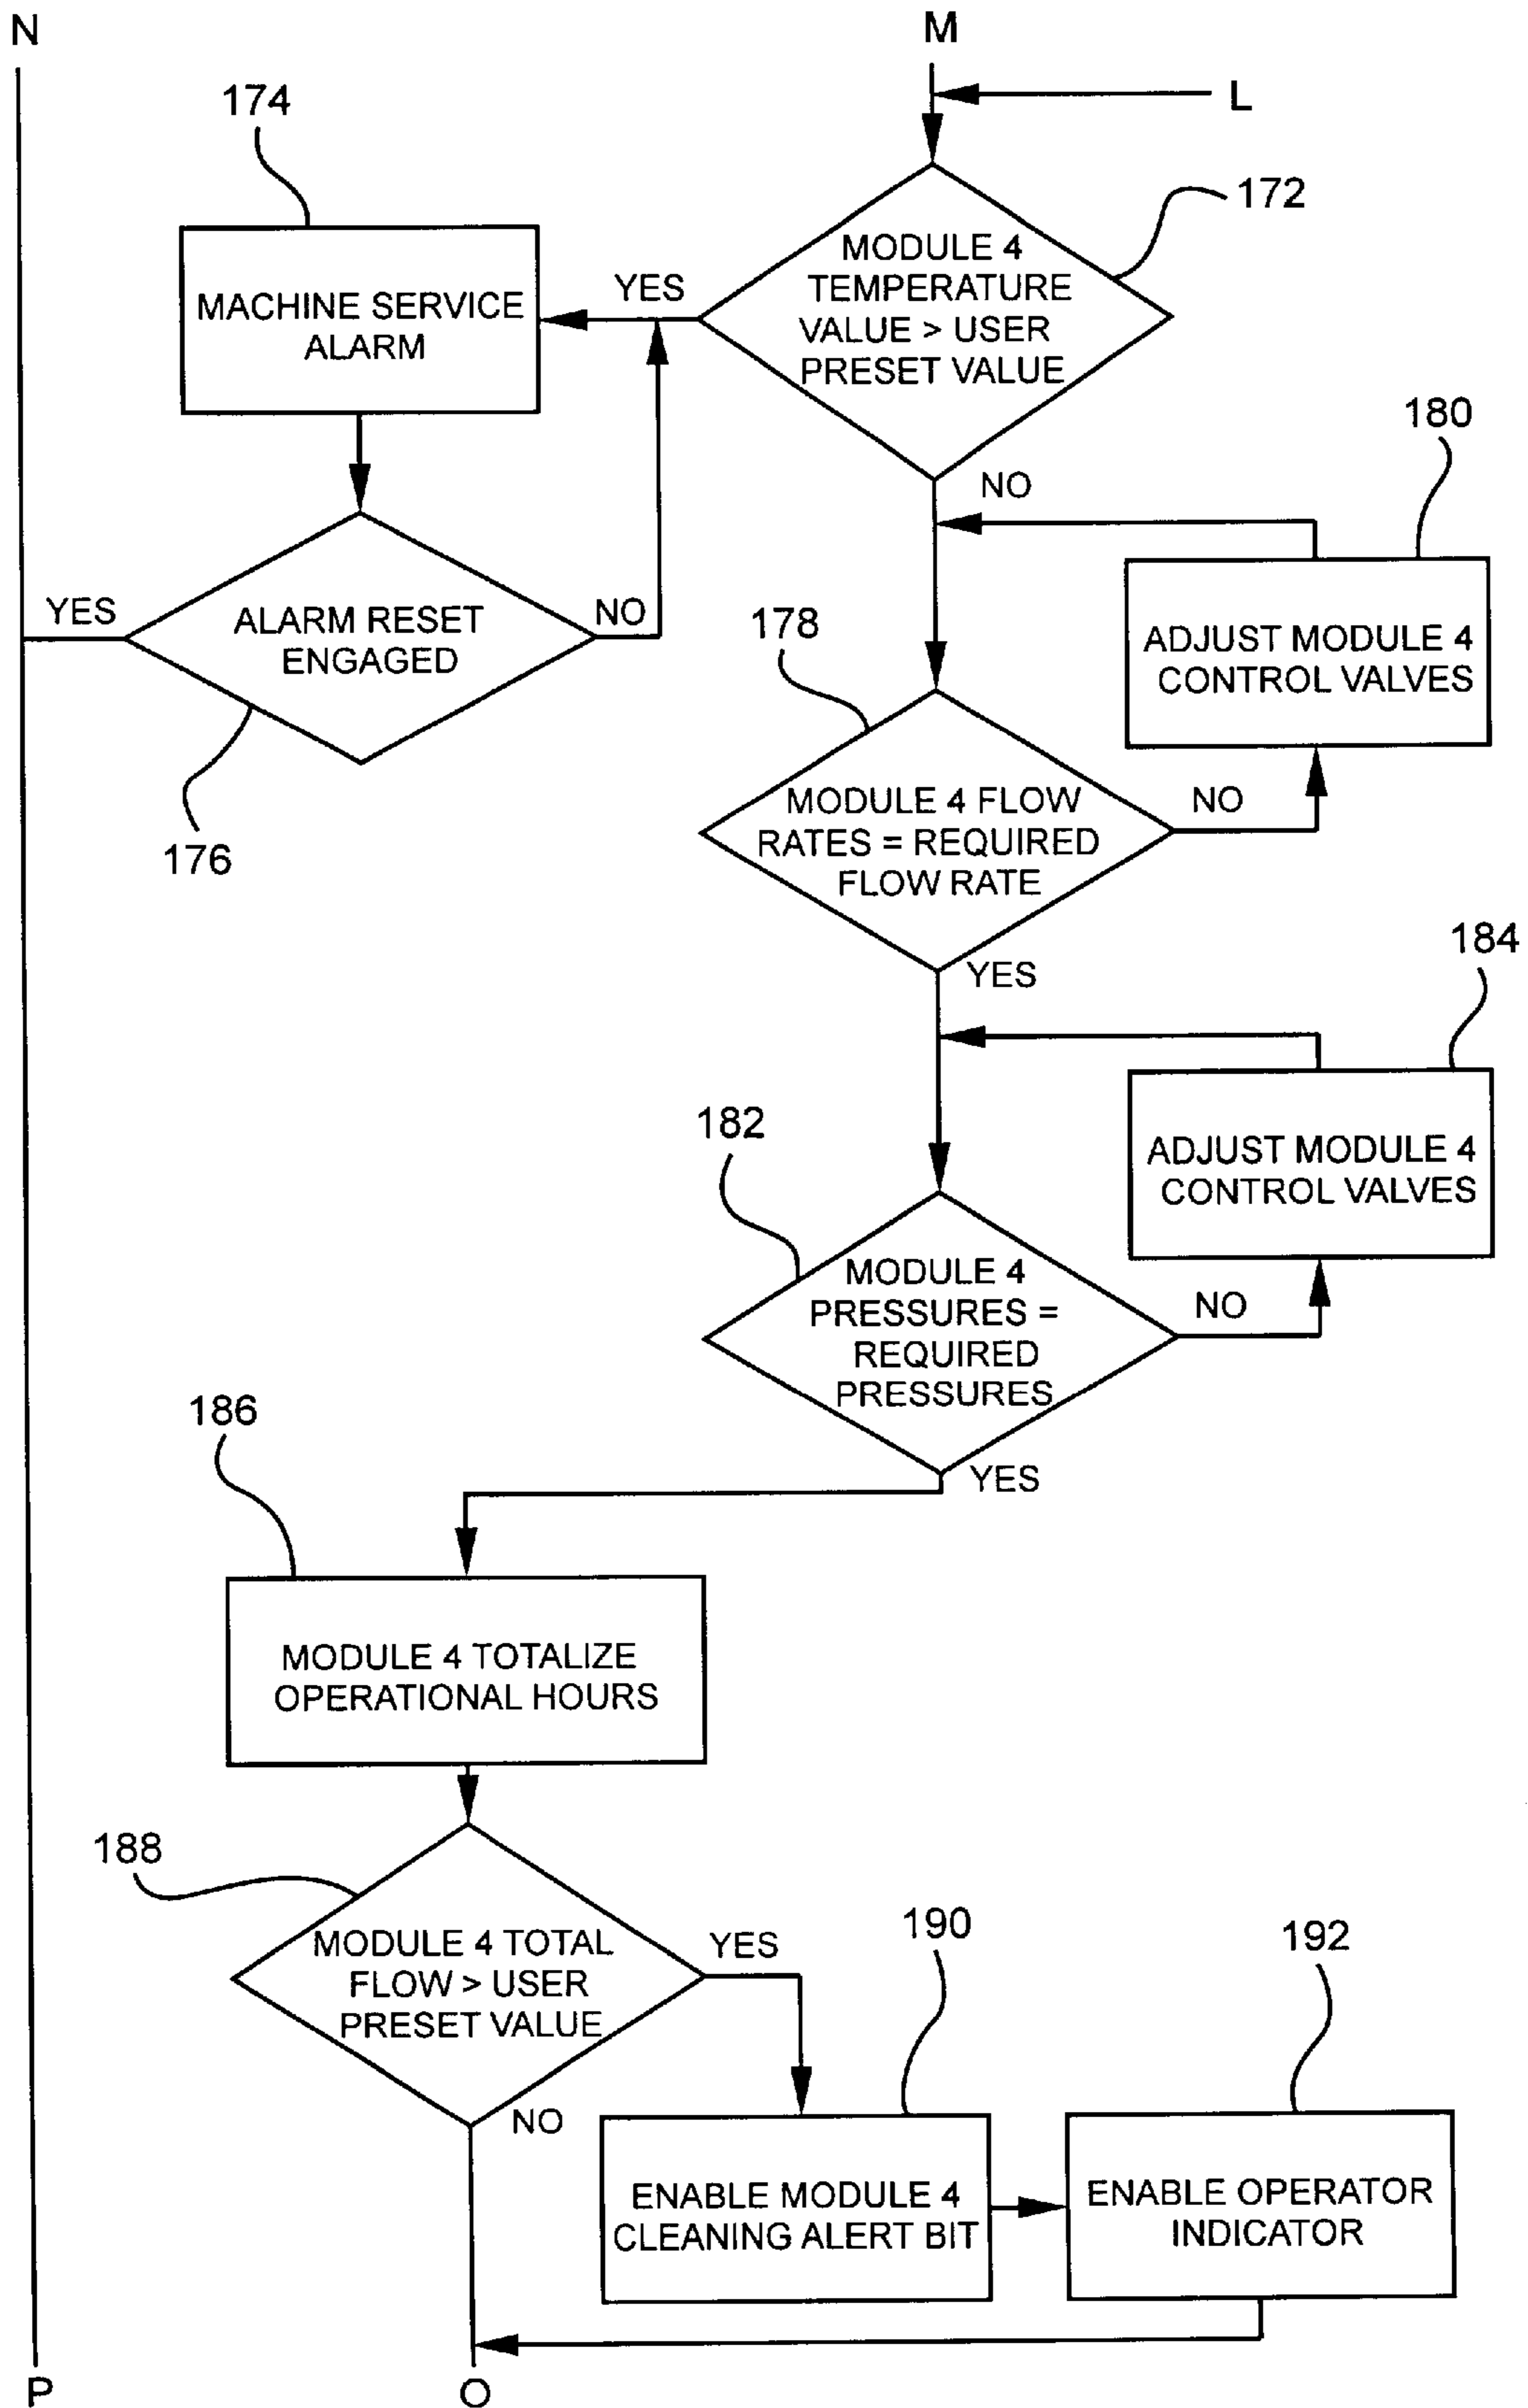 N
M
L
174
172
MODULE 4
TEMPERATURE
VALUE > USER
PRESET VALUE
YES
MACHINE SERVICE
ALARM
180
NO
YES
ALARM RESET
ENGAGED
NO
178
ADJUST MODULE 4
CONTROL VALVES
176
MODULE 4 FLOW
RATES = REQUIRED
FLOW RATE
NO
184
YES
182
ADJUST MODULE 4
CONTROL VALVES
MODULE 4
PRESSURES =
REQUIRED
PRESSURES
NO
186
YES
MODULE 4 TOTALIZE
OPERATIONAL HOURS
188
MODULE 4 TOTAL
FLOW > USER
PRESET VALUE
YES
190
192
NO
ENABLE MODULE 4
CLEANING ALERT BIT
ENABLE OPERATOR
INDICATOR
P
O